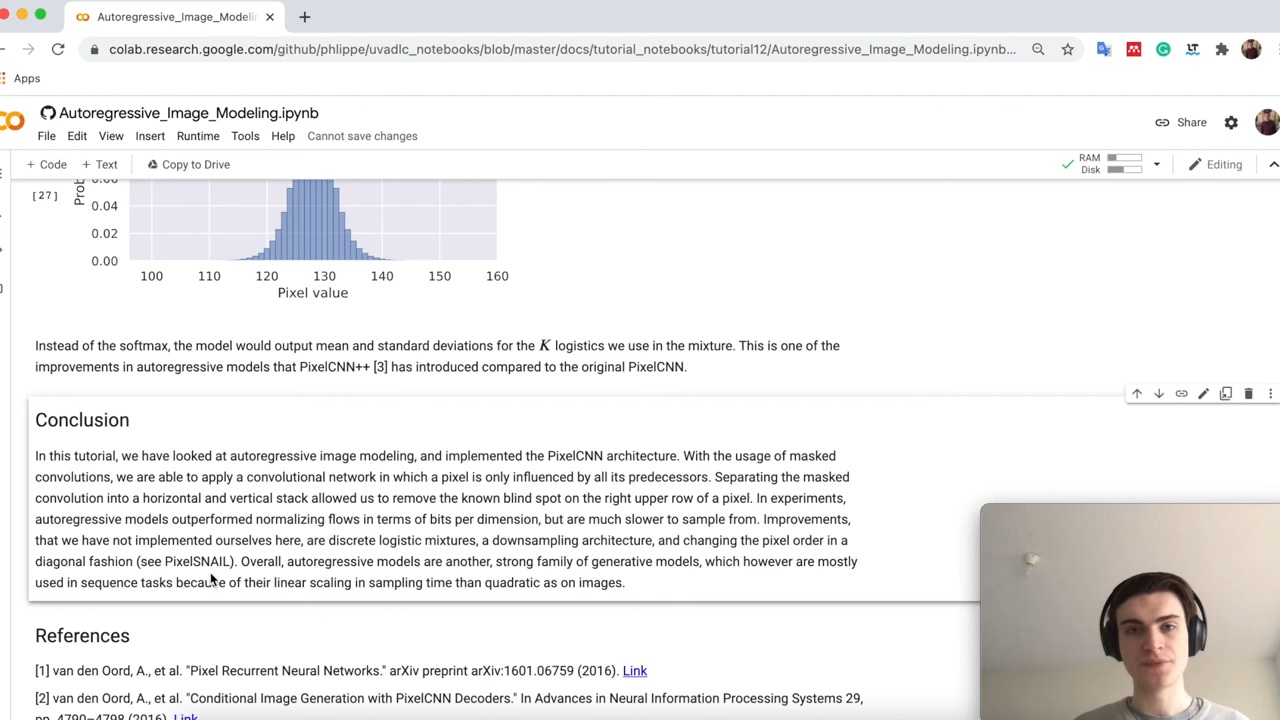 Autoregressive_Image_Modelin
colab.research.google.com/github/phlippe/uvadlc_notebooks/blob/master/docs/tutorial_notebooks/tutorial12/Autoregressive_Image_Modeling.ipynb...
Apps
Autoregressive_Image_Modeling.ipynb
Share
File Edit View Insert Runtime Tools Help Cannot save changes
+ Code + Text Copy to Drive
RAM
Disk
Editing
[27]
0.06
0.04
0.02
0.00
100 110 120 130 140 150 160
Pixel value
Instead of the softmax, the model would output mean and standard deviations for the K logistics we use in the mixture. This is one of the
improvements in autoregressive models that PixelCNN++ [3] has introduced compared to the original PixelCNN.
Conclusion
In this tutorial, we have looked at autoregressive image modeling, and implemented the PixelCNN architecture. With the usage of masked
convolutions, we are able to apply a convolutional network in which a pixel is only influenced by all its predecessors. Separating the masked
convolution into a horizontal and vertical stack allowed us to remove the known blind spot on the right upper row of a pixel. In experiments,
autoregressive models outperformed normalizing flows in terms of bits per dimension, but are much slower to sample from. Improvements,
that we have not implemented ourselves here, are discrete logistic mixtures, a downsampling architecture, and changing the pixel order in a
diagonal fashion (see PixelSNAIL). Overall, autoregressive models are another, strong family of generative models, which however are mostly
used in sequence tasks because of their linear scaling in sampling time than quadratic as on images.
References
[1] van den Oord, A., et al. "Pixel Recurrent Neural Networks." arXiv preprint arXiv:1601.06759 (2016). Link
[2] van den Oord, A., et al. "Conditional Image Generation with PixelCNN Decoders." In Advances in Neural Information Processing Systems 29,
pp. 4790–4798 (2016). Link